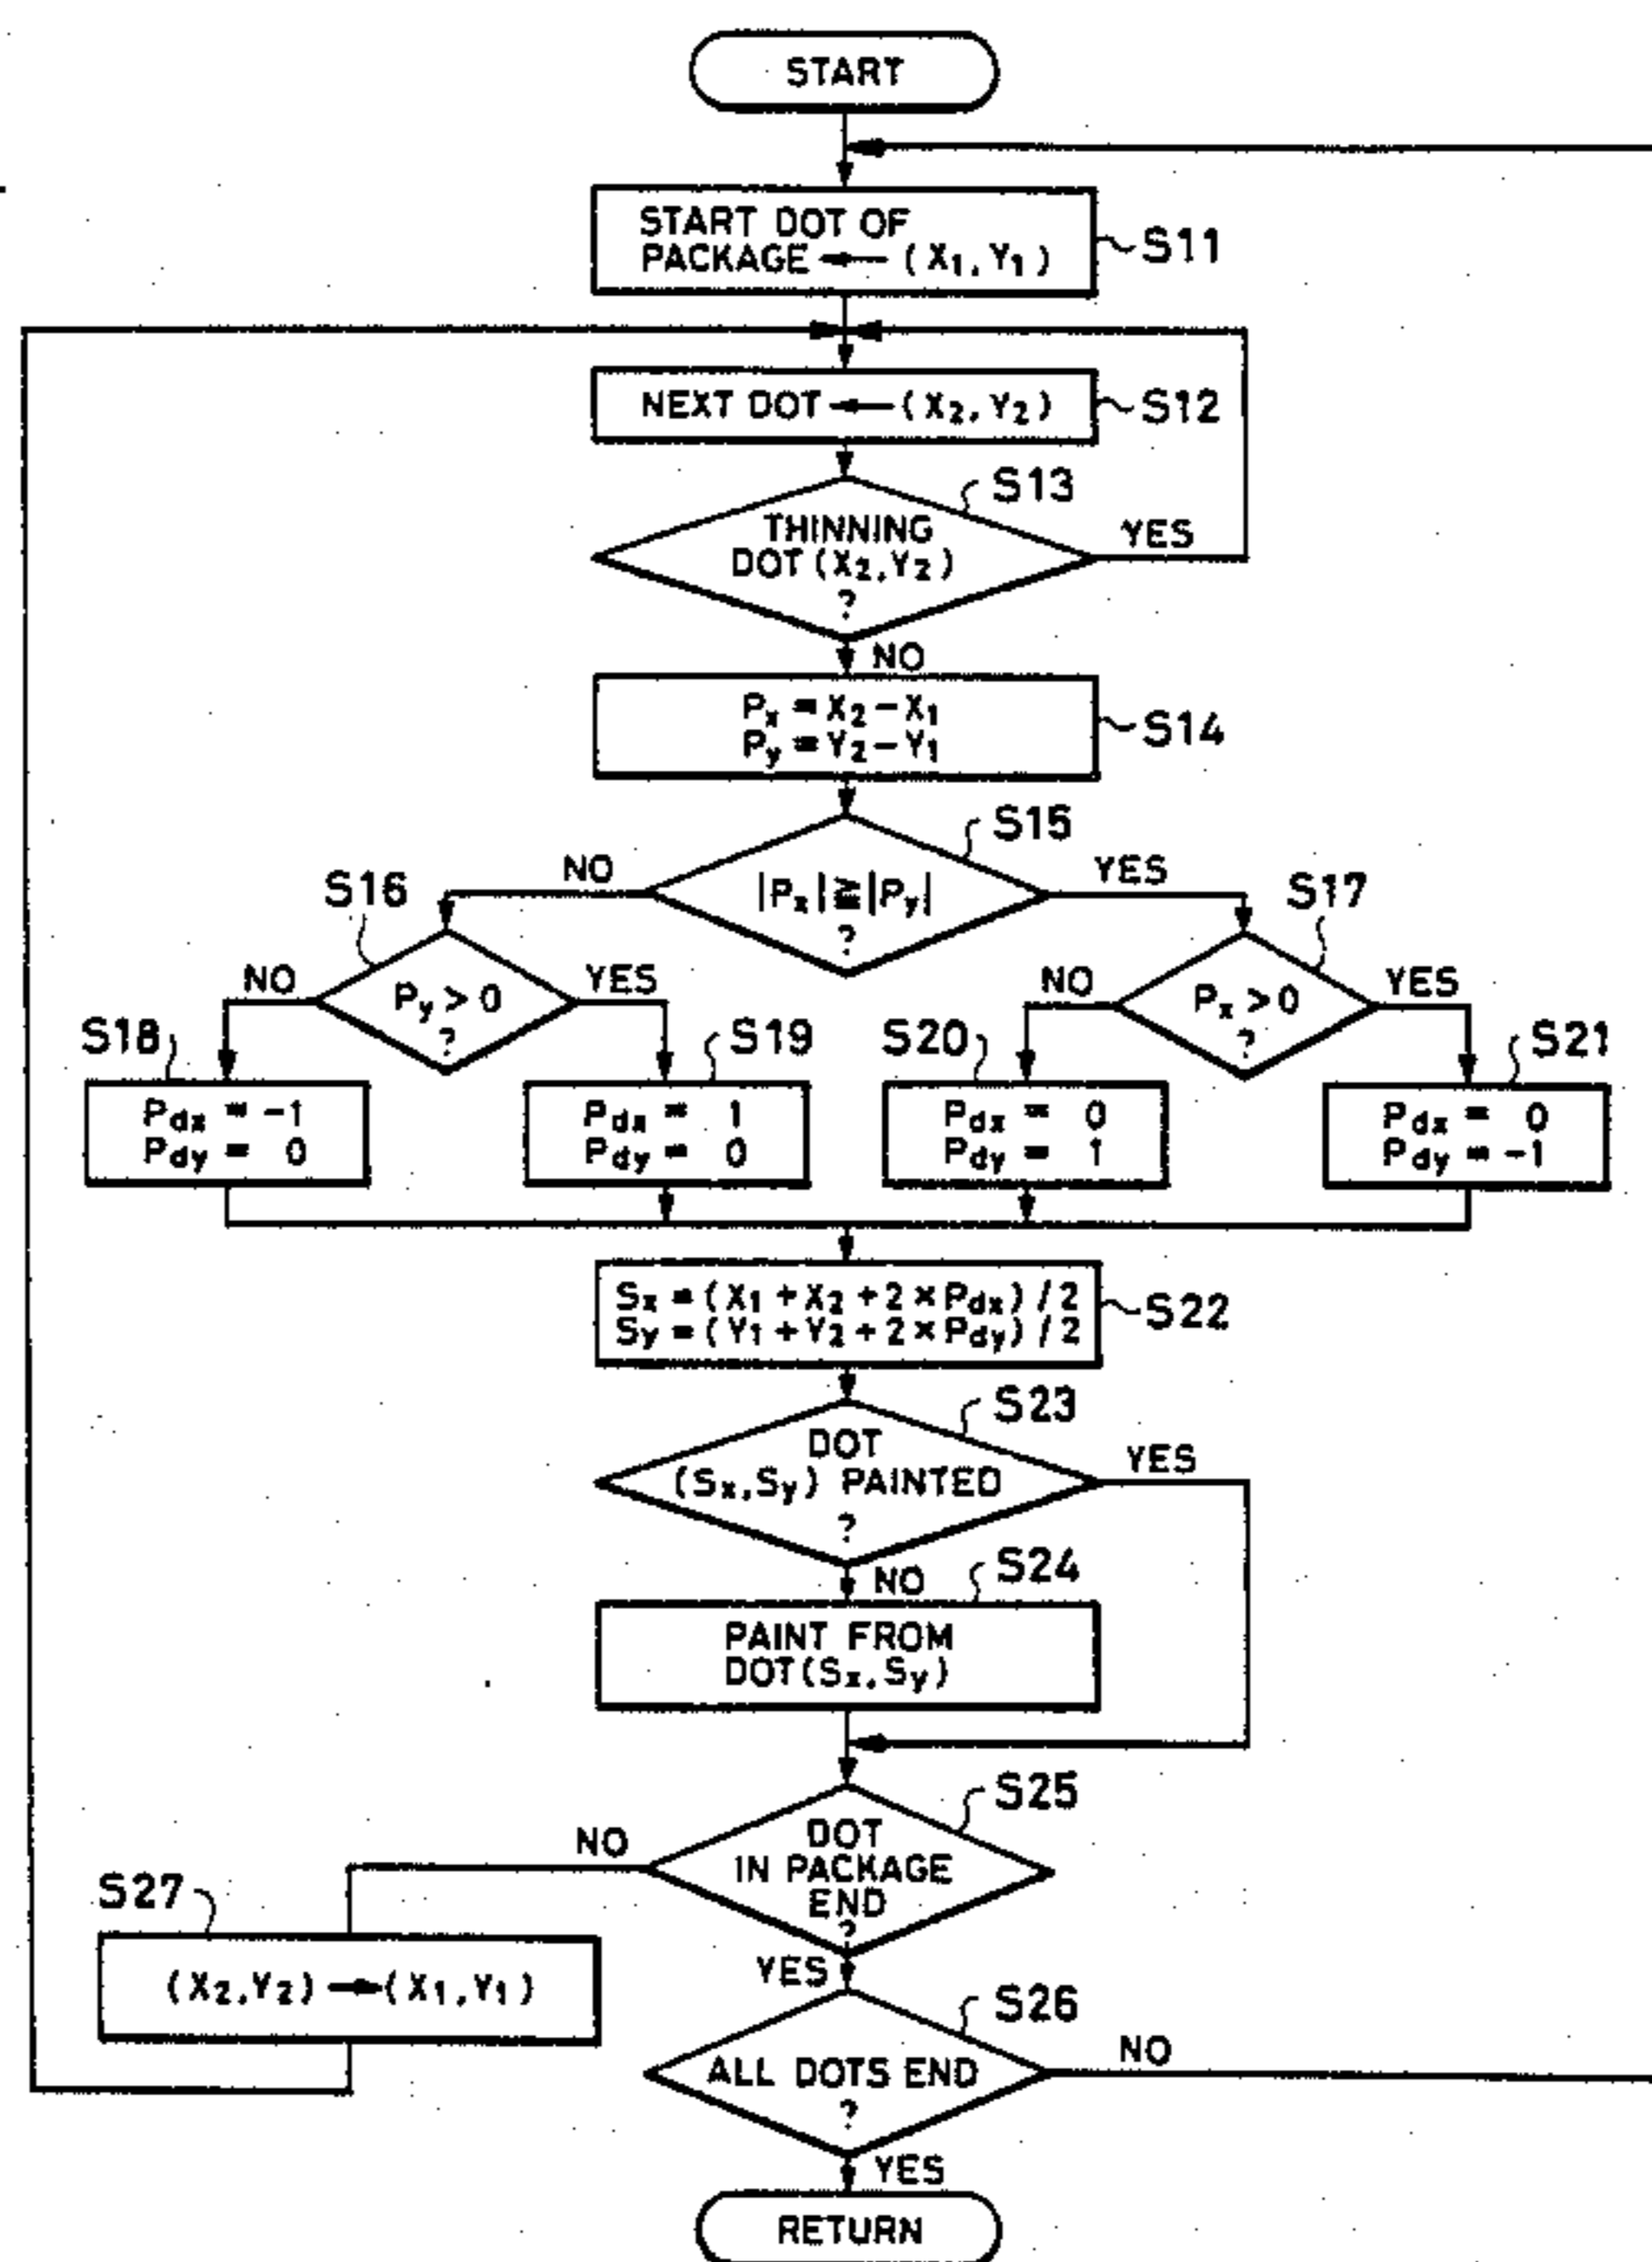 START
START DOT OF
PACKAGE ← (X1, Y1)
S11
NEXT DOT ← (X2, Y2)
S12
S13
THINNING
DOT (X2, Y2)
?
YES
NO
Px = X2 − X1
Py = Y2 − Y1
S14
S15
|Px| ≧ |Py|
?
NO
YES
S16
S17
Py > 0
?
NO
YES
Px > 0
?
NO
YES
S18
S19
S20
S21
Pdx = -1
Pdy = 0
Pdx = 1
Pdy = 0
Pdx = 0
Pdy = 1
Pdx = 0
Pdy = -1
Sx = (X1 + X2 + 2 × Pdx) / 2
Sy = (Y1 + Y2 + 2 × Pdy) / 2
S22
S23
DOT
(Sx, Sy) PAINTED
?
YES
NO
S24
PAINT FROM
DOT (Sx, Sy)
S25
DOT
IN PACKAGE
END
?
NO
YES
S27
(X2, Y2) → (X1, Y1)
S26
ALL DOTS END
?
NO
YES
RETURN